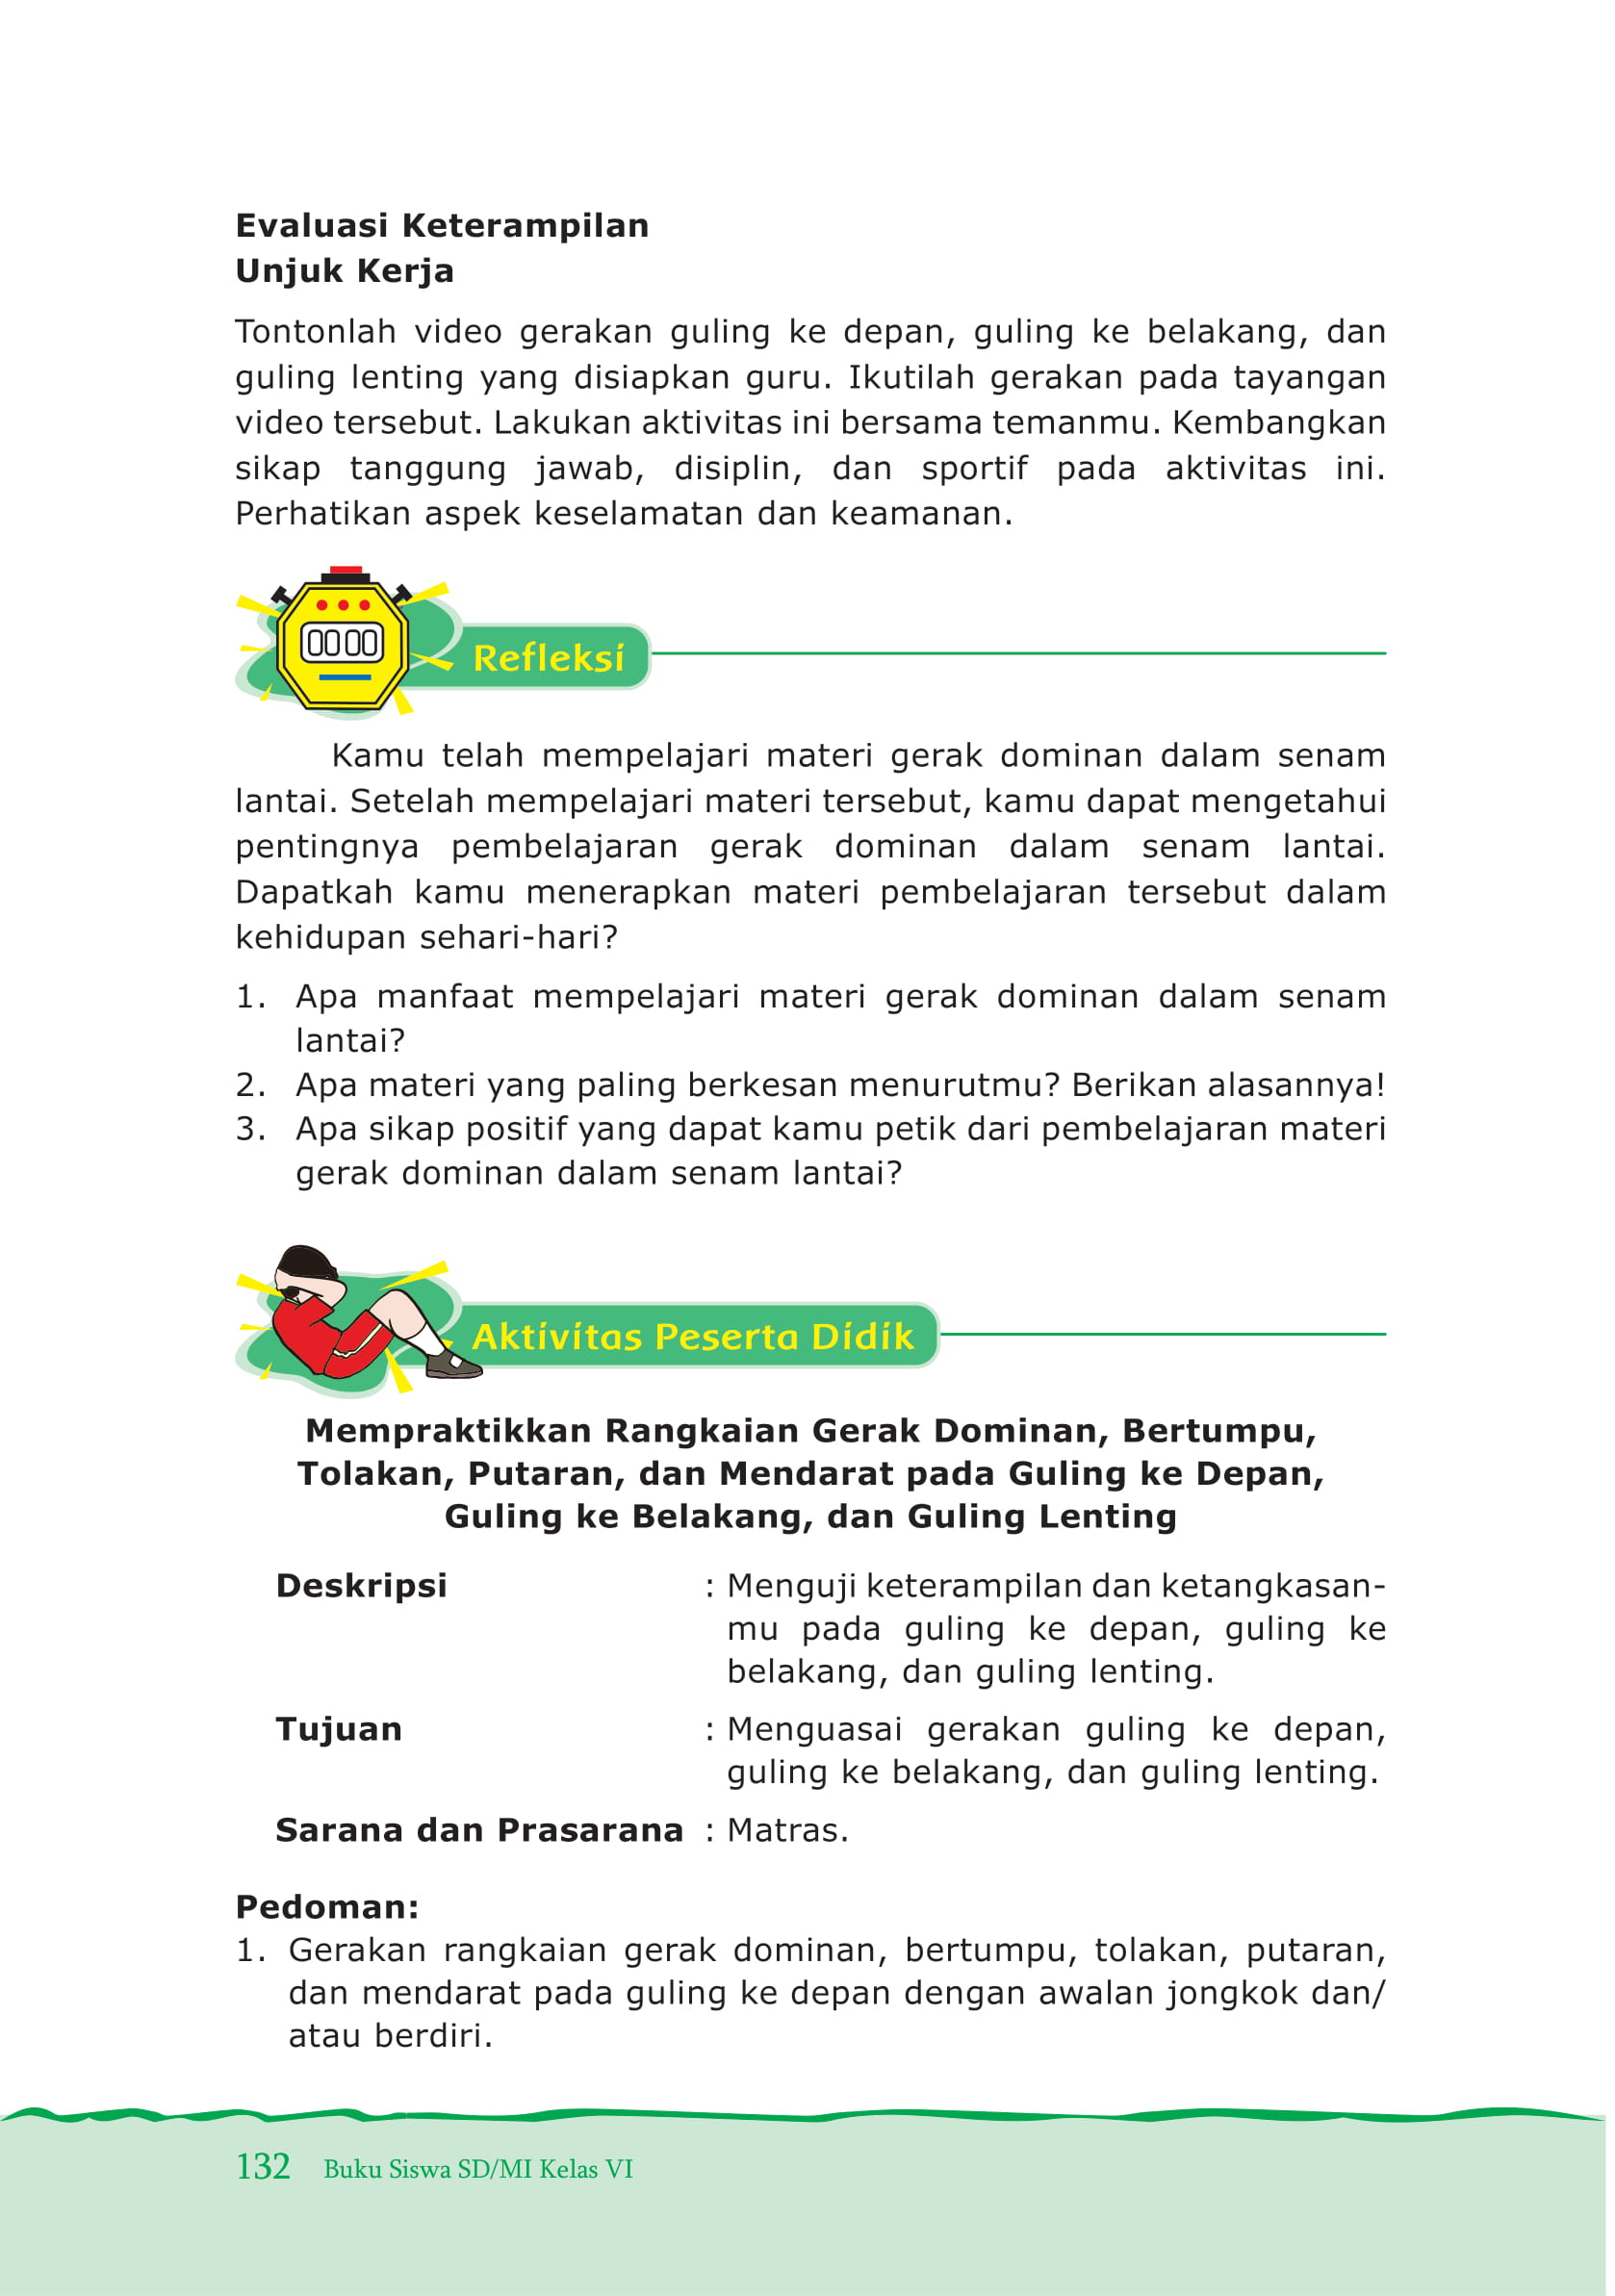 Evaluasi Keterampilan
Unjuk Kerja
Tontonlah video gerakan guling ke depan, guling ke belakang, dan
guling lenting yang disiapkan guru. Ikutilah gerakan pada tayangan
video tersebut. Lakukan aktivitas ini bersama temanmu. Kembangkan
sikap tanggung jawab, disiplin, dan sportif pada aktivitas ini.
Perhatikan aspek keselamatan dan keamanan.
00 00
Refleksi
Kamu telah mempelajari materi gerak dominan dalam senam
lantai. Setelah mempelajari materi tersebut, kamu dapat mengetahui
pentingnya pembelajaran gerak dominan dalam senam lantai.
Dapatkah kamu menerapkan materi pembelajaran tersebut dalam
kehidupan sehari-hari?
1. Apa manfaat mempelajari materi gerak dominan dalam senam
lantai?
2. Apa materi yang paling berkesan menurutmu? Berikan alasannya!
3. Apa sikap positif yang dapat kamu petik dari pembelajaran materi
gerak dominan dalam senam lantai?
Aktivitas Peserta Didik
Mempraktikkan Rangkaian Gerak Dominan, Bertumpu,
Tolakan, Putaran, dan Mendarat pada Guling ke Depan,
Guling ke Belakang, dan Guling Lenting
Deskripsi : Menguji keterampilan dan ketangkasan-
mu pada guling ke depan, guling ke
belakang, dan guling lenting.
Tujuan : Menguasai gerakan guling ke depan,
guling ke belakang, dan guling lenting.
Sarana dan Prasarana : Matras.
Pedoman:
1. Gerakan rangkaian gerak dominan, bertumpu, tolakan, putaran,
dan mendarat pada guling ke depan dengan awalan jongkok dan/
atau berdiri.
132 Buku Siswa SD/MI Kelas VI